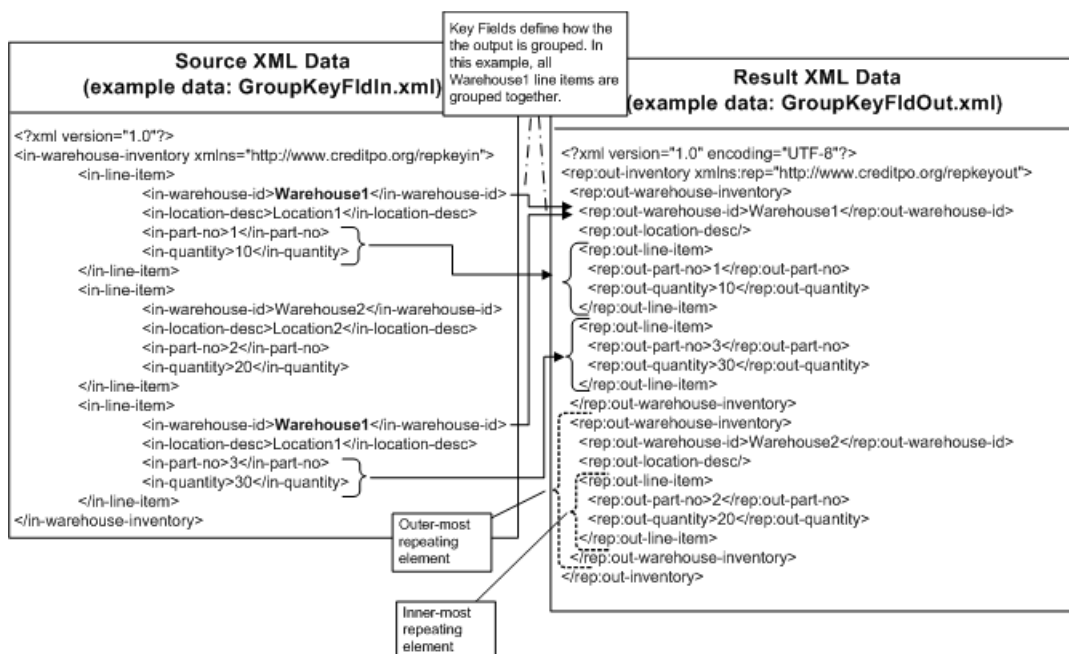 Key Fields define how the
the output is grouped. In
this example, all
Warehouse1 line items are
grouped together.
Source XML Data
(example data: GroupKeyFldIn.xml)
<?xml version="1.0"?>
<in-warehouse-inventory xmlns="http://www.creditpo.org/repkeyin">
<in-line-item>
<in-warehouse-id>Warehouse1</in-warehouse-id>
<in-location-desc>Location1</in-location-desc>
<in-part-no>1</in-part-no>
<in-quantity>10</in-quantity>
</in-line-item>
<in-line-item>
<in-warehouse-id>Warehouse2</in-warehouse-id>
<in-location-desc>Location2</in-location-desc>
<in-part-no>2</in-part-no>
<in-quantity>20</in-quantity>
</in-line-item>
<in-line-item>
<in-warehouse-id>Warehouse1</in-warehouse-id>
<in-location-desc>Location1</in-location-desc>
<in-part-no>3</in-part-no>
<in-quantity>30</in-quantity>
</in-line-item>
</in-warehouse-inventory>
Result XML Data
(example data: GroupKeyFldOut.xml)
<?xml version="1.0" encoding="UTF-8"?>
<rep:out-inventory xmlns:rep="http://www.creditpo.org/repkeyout">
<rep:out-warehouse-inventory>
<rep:out-warehouse-id>Warehouse1</rep:out-warehouse-id>
<rep:out-location-desc/>
<rep:out-line-item>
<rep:out-part-no>1</rep:out-part-no>
<rep:out-quantity>10</rep:out-quantity>
</rep:out-line-item>
<rep:out-line-item>
<rep:out-part-no>3</rep:out-part-no>
<rep:out-quantity>30</rep:out-quantity>
</rep:out-line-item>
</rep:out-warehouse-inventory>
<rep:out-warehouse-inventory>
<rep:out-warehouse-id>Warehouse2</rep:out-warehouse-id>
<rep:out-location-desc/>
<rep:out-line-item>
<rep:out-part-no>2</rep:out-part-no>
<rep:out-quantity>20</rep:out-quantity>
</rep:out-line-item>
</rep:out-warehouse-inventory>
</rep:out-inventory>
Outer-most
repeating
element
Inner-most
repeating
element